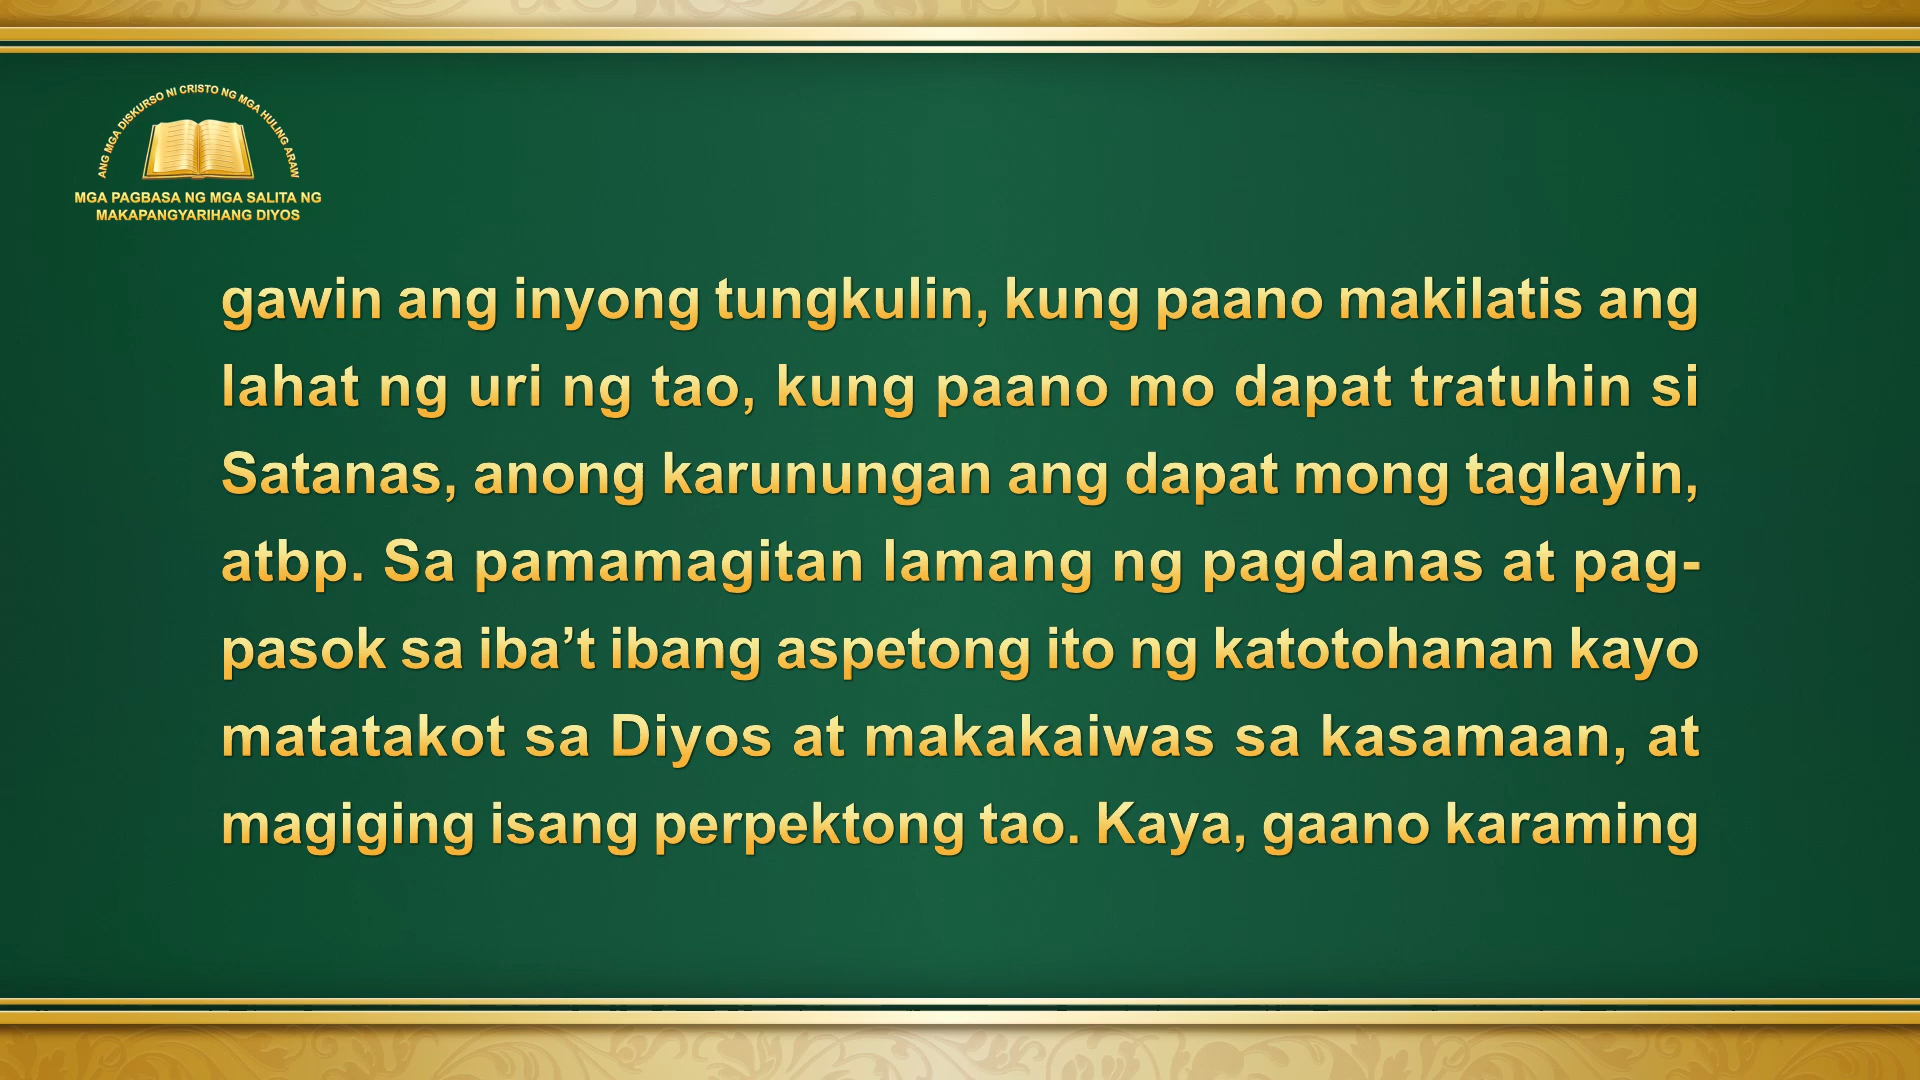 ANG MGA DISKURSO NI CRISTO NG MGA HULING ARAW
MGA PAGBASA NG MGA SALITA NG
MAKAPANGYARIHANG DIYOS
gawin ang inyong tungkulin, kung paano makilatis ang
lahat ng uri ng tao, kung paano mo dapat tratuhin si
Satanas, anong karunungan ang dapat mong taglayin,
atbp. Sa pamamagitan lamang ng pagdanas at pag-
pasok sa iba’t ibang aspetong ito ng katotohanan kayo
matatakot sa Diyos at makakaiwas sa kasamaan, at
magiging isang perpektong tao. Kaya, gaano karaming